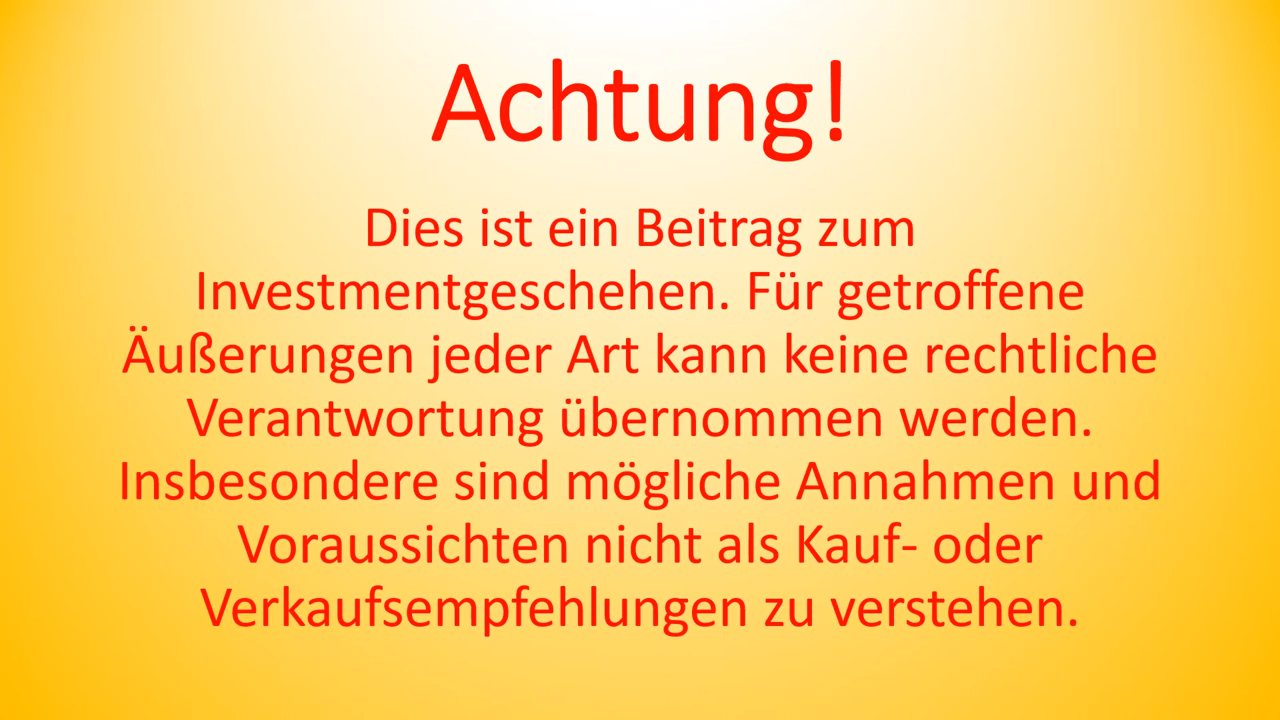 Achtung!
Dies ist ein Beitrag zum
Investmentgeschehen. Für getroffene
Äußerungen jeder Art kann keine rechtliche
Verantwortung übernommen werden.
Insbesondere sind mögliche Annahmen und
Voraussichten nicht als Kauf- oder
Verkaufsempfehlungen zu verstehen.